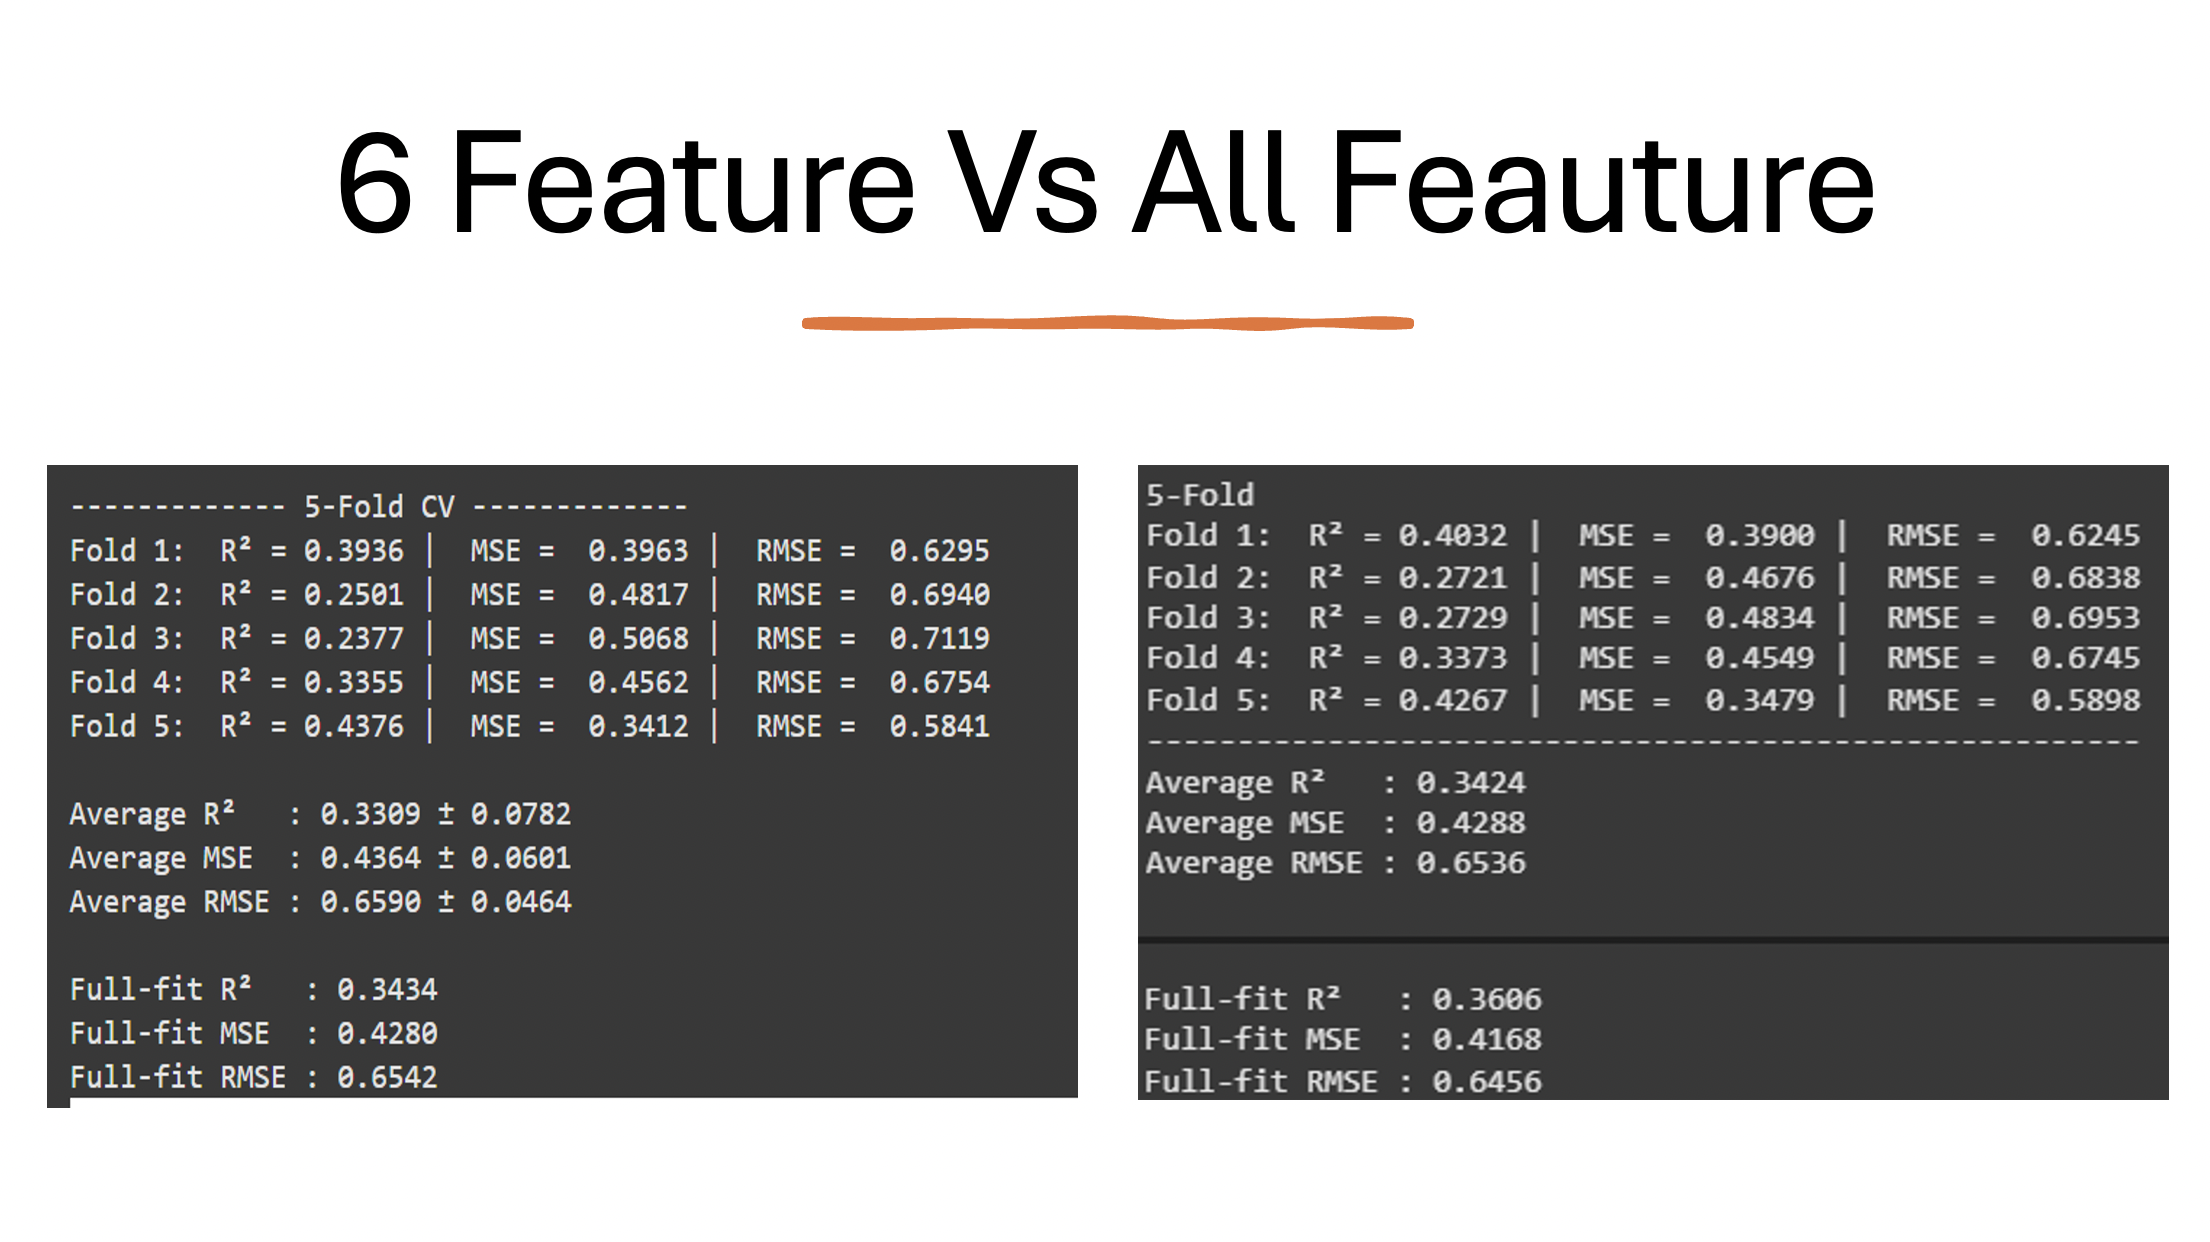 6 Feature Vs All Feauture
------------- 5-Fold CV -------------
Fold 1:  R² = 0.3936 |  MSE =  0.3963 |  RMSE =  0.6295
Fold 2:  R² = 0.2501 |  MSE =  0.4817 |  RMSE =  0.6940
Fold 3:  R² = 0.2377 |  MSE =  0.5068 |  RMSE =  0.7119
Fold 4:  R² = 0.3355 |  MSE =  0.4562 |  RMSE =  0.6754
Fold 5:  R² = 0.4376 |  MSE =  0.3412 |  RMSE =  0.5841
Average R²   : 0.3309 ± 0.0782
Average MSE  : 0.4364 ± 0.0601
Average RMSE : 0.6590 ± 0.0464
Full-fit R²   : 0.3434
Full-fit MSE  : 0.4280
Full-fit RMSE : 0.6542
5-Fold
Fold 1:  R² = 0.4032 |  MSE =  0.3900 |  RMSE =  0.6245
Fold 2:  R² = 0.2721 |  MSE =  0.4676 |  RMSE =  0.6838
Fold 3:  R² = 0.2729 |  MSE =  0.4834 |  RMSE =  0.6953
Fold 4:  R² = 0.3373 |  MSE =  0.4549 |  RMSE =  0.6745
Fold 5:  R² = 0.4267 |  MSE =  0.3479 |  RMSE =  0.5898
-------------------------------------------------------
Average R²   : 0.3424
Average MSE  : 0.4288
Average RMSE : 0.6536
Full-fit R²   : 0.3606
Full-fit MSE  : 0.4168
Full-fit RMSE : 0.6456